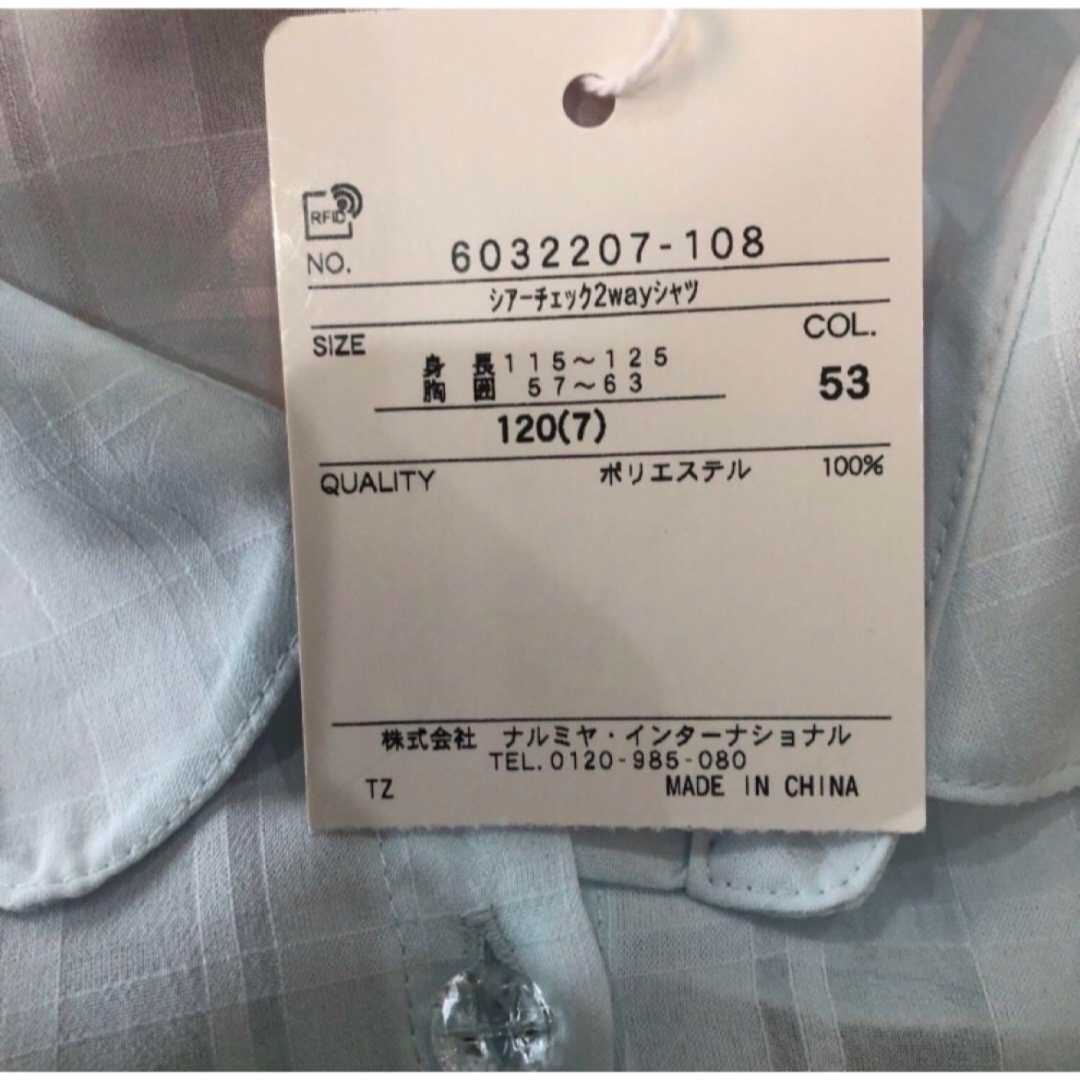 RFID
NO. 6032207-108
シアーチェック2wayシャツ
SIZE COL.
身 長 115～125
胸 囲 57～63
53
120(7)
QUALITY ポリエステル 100%
株式会社 ナルミヤ・インターナショナル
TEL.0120-985-080
TZ MADE IN CHINA